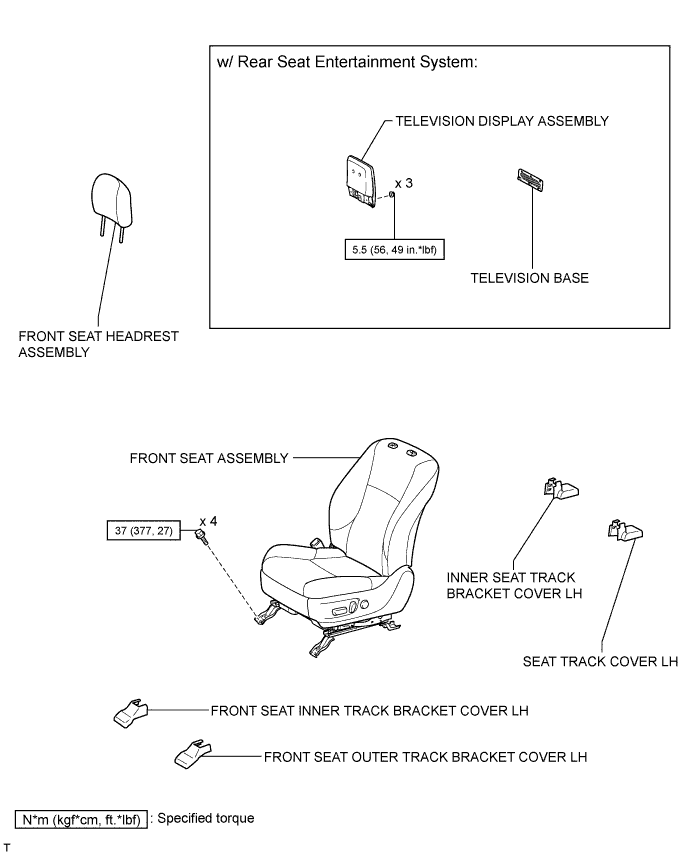 w/ Rear Seat Entertainment System:
TELEVISION DISPLAY ASSEMBLY
x 3
5.5 (56, 49 in.*lbf)
TELEVISION BASE
FRONT SEAT HEADREST
ASSEMBLY
FRONT SEAT ASSEMBLY
x 4
37 (377, 27)
INNER SEAT TRACK
BRACKET COVER LH
SEAT TRACK COVER LH
FRONT SEAT INNER TRACK BRACKET COVER LH
FRONT SEAT OUTER TRACK BRACKET COVER LH
N*m (kgf*cm, ft.*lbf) : Specified torque
T